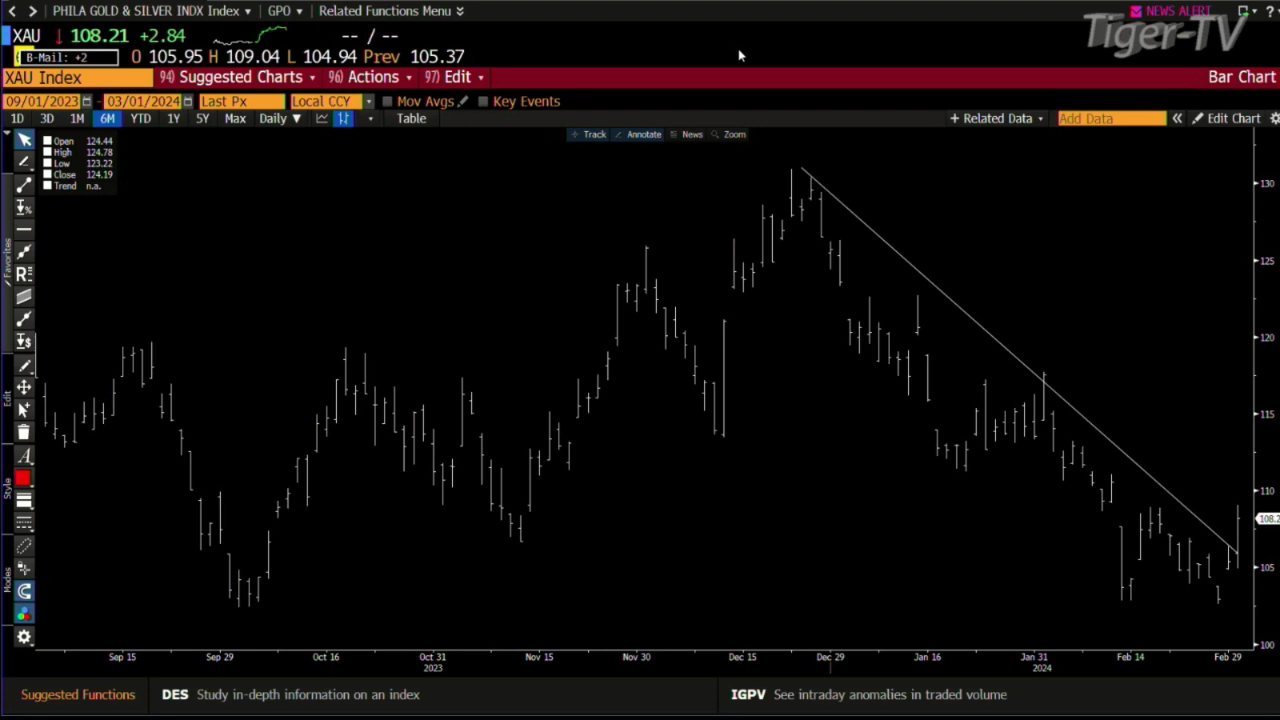 PHILA GOLD & SILVER INDX Index GPO Related Functions Menu
NEWS ALERT
Tiger-TV
XAU 108.21 +2.84 -- / --
B-Mail: +2 O 105.95 H 109.04 L 104.94 Prev 105.37
XAU Index 94) Suggested Charts 96) Actions 97) Edit Bar Chart
09/01/2023 - 03/01/2024 Last Px Local CCY Mov Avgs Key Events
1D 3D 1M 6M YTD 1Y 5Y Max Daily Table + Related Data Add Data Edit Chart
Track Annotate News Zoom
Open 124.44
High 124.78
Low 123.22
Close 124.19
Trend n.a.
Favorites
Edit
Style
Modes
130
125
120
115
110
108.2
105
100
Sep 15 Sep 29 Oct 16 Oct 31 Nov 15 Nov 30 Dec 15 Dec 29 Jan 16 Jan 31 Feb 14 Feb 29
2023 2024
Suggested Functions DES Study in-depth information on an index IGPV See intraday anomalies in traded volume